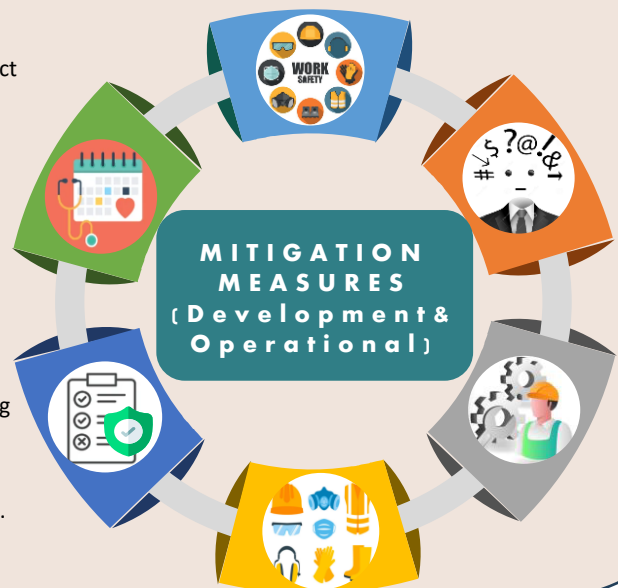 ct
WORK
SAFETY
$?@!&
#
MITIGATION
MEASURES
(Development&
Operational)
g
.